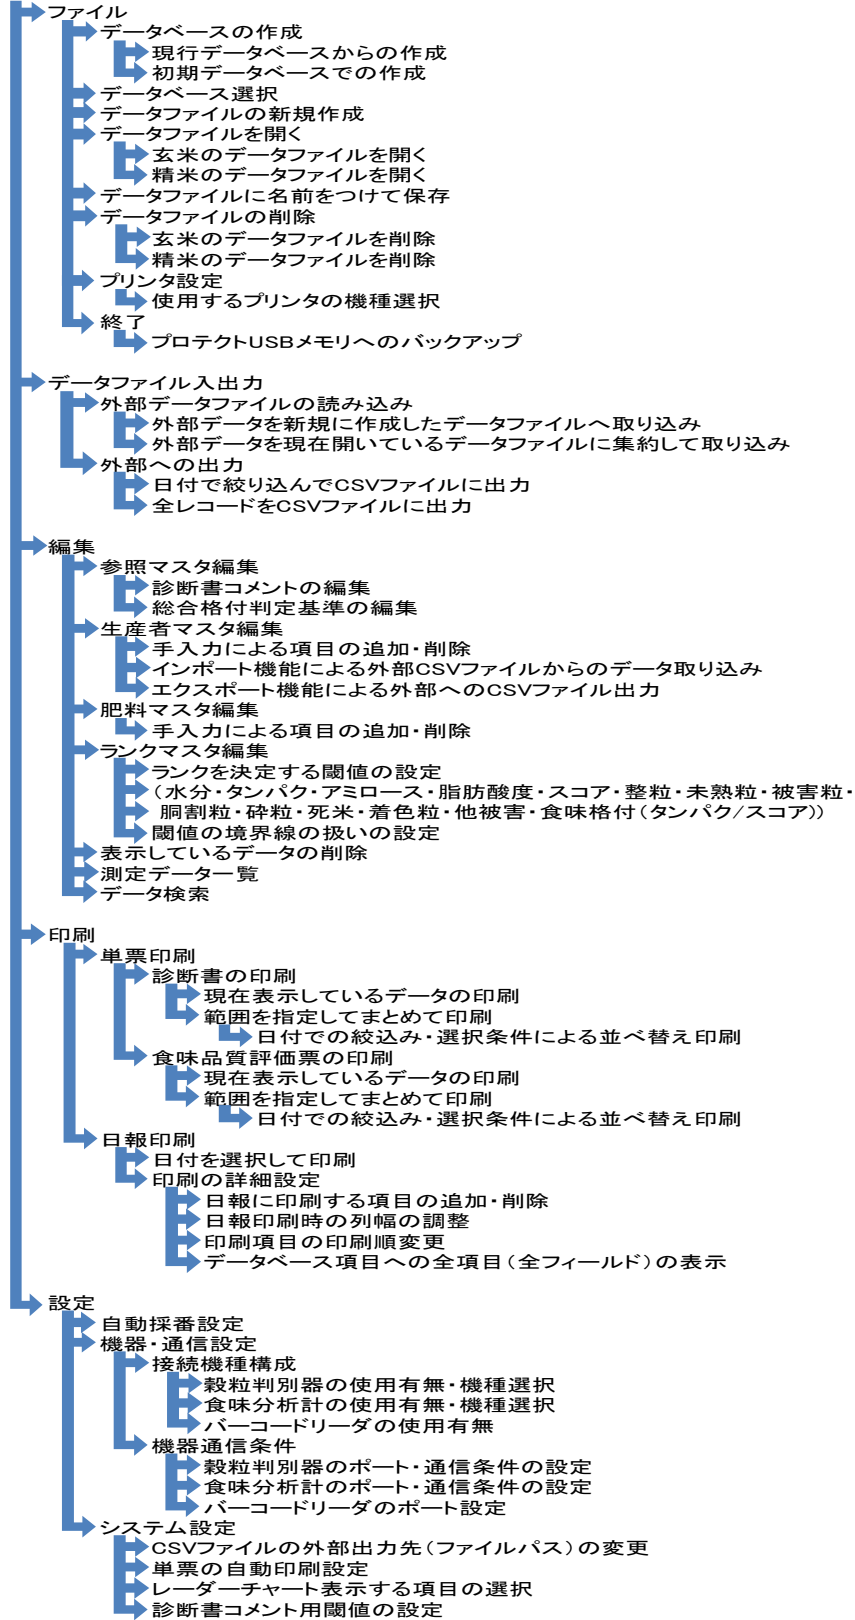 ファイル
データベースの作成
現行データベースからの作成
初期データベースでの作成
データベース選択
データファイルの新規作成
データファイルを開く
玄米のデータファイルを開く
精米のデータファイルを開く
データファイルに名前をつけて保存
データファイルの削除
玄米のデータファイルを削除
精米のデータファイルを削除
プリンタ設定
使用するプリンタの機種選択
終了
プロテクトUSBメモリへのバックアップ
データファイル入出力
外部データファイルの読み込み
外部データを新規に作成したデータファイルへ取り込み
外部データを現在開いているデータファイルに集約して取り込み
外部への出力
日付で絞り込んでCSVファイルに出力
全レコードをCSVファイルに出力
編集
参照マスタ編集
診断書コメントの編集
総合格付判定基準の編集
生産者マスタ編集
手入力による項目の追加・削除
インポート機能による外部CSVファイルからのデータ取り込み
エクスポート機能による外部へのCSVファイル出力
肥料マスタ編集
手入力による項目の追加・削除
ランクマスタ編集
ランクを決定する閾値の設定
(水分・タンパク・アミロース・脂肪酸度・スコア・整粒・被害粒・未熟粒・
胴割粒・砕粒・死米・着色粒・他被害・食味格付(タンパク/スコア))
閾値の境界線の扱いの設定
表示しているデータの削除
測定データ一覧
データ検索
印刷
単票印刷
診断書の印刷
現在表示しているデータの印刷
範囲を指定してまとめて印刷
日付での絞込み・選択条件による並べ替え印刷
食味品質評価票の印刷
現在表示しているデータの印刷
範囲を指定してまとめて印刷
日付での絞込み・選択条件による並べ替え印刷
日報印刷
日付を選択して印刷
印刷の詳細設定
日報に印刷する項目の追加・削除
日報印刷時の列幅の調整
印刷項目の印刷順変更
データベース項目への全項目(全フィールド)の表示
設定
自動採番設定
機器・通信設定
接続機種構成
穀粒判別器の使用有無・機種選択
食味分析計の使用有無・機種選択
バーコードリーダの使用有無
機器通信条件
穀粒判別器のポート・通信条件の設定
食味分析計のポート・通信条件の設定
バーコードリーダのポート設定
システム設定
CSVファイルの外部出力先(ファイルパス)の変更
単票の自動印刷設定
レーダーチャート表示する項目の選択
診断書コメント用閾値の設定